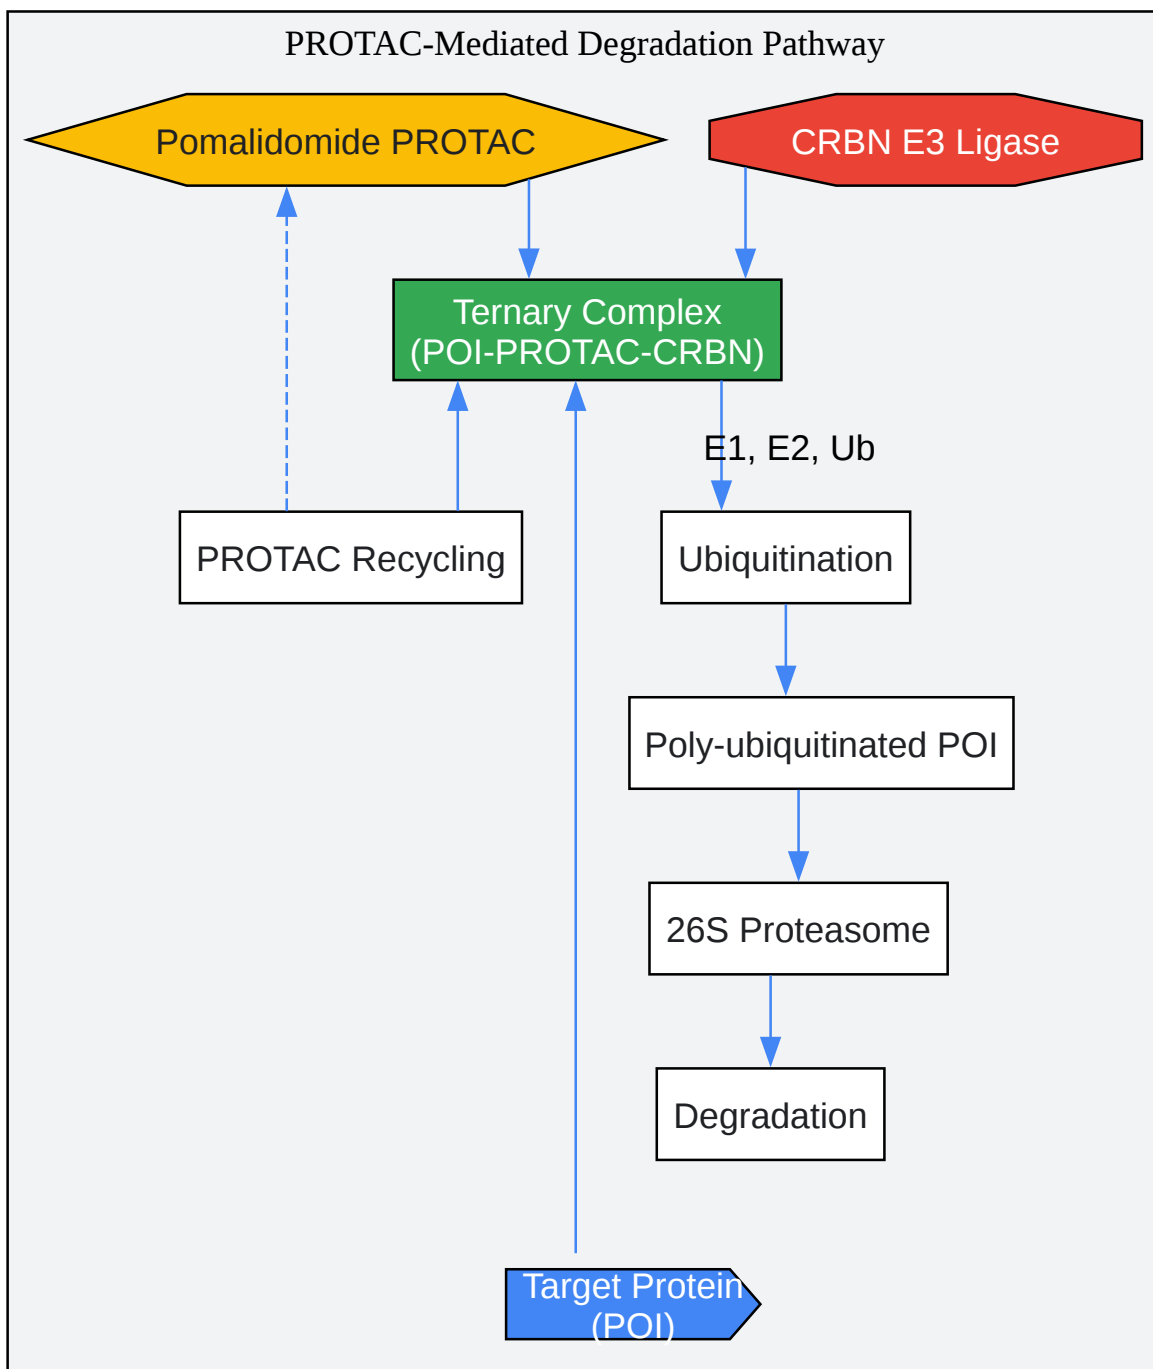 PROTAC-Mediated Degradation Pathway
Pomalidomide PROTAC
CRBN E3 Ligase
Ternary Complex
(POI-PROTAC-CRBN)
E1, E2, Ub
PROTAC Recycling
Ubiquitination
Poly-ubiquitinated POI
26S Proteasome
Degradation
Target Protein
(POI)